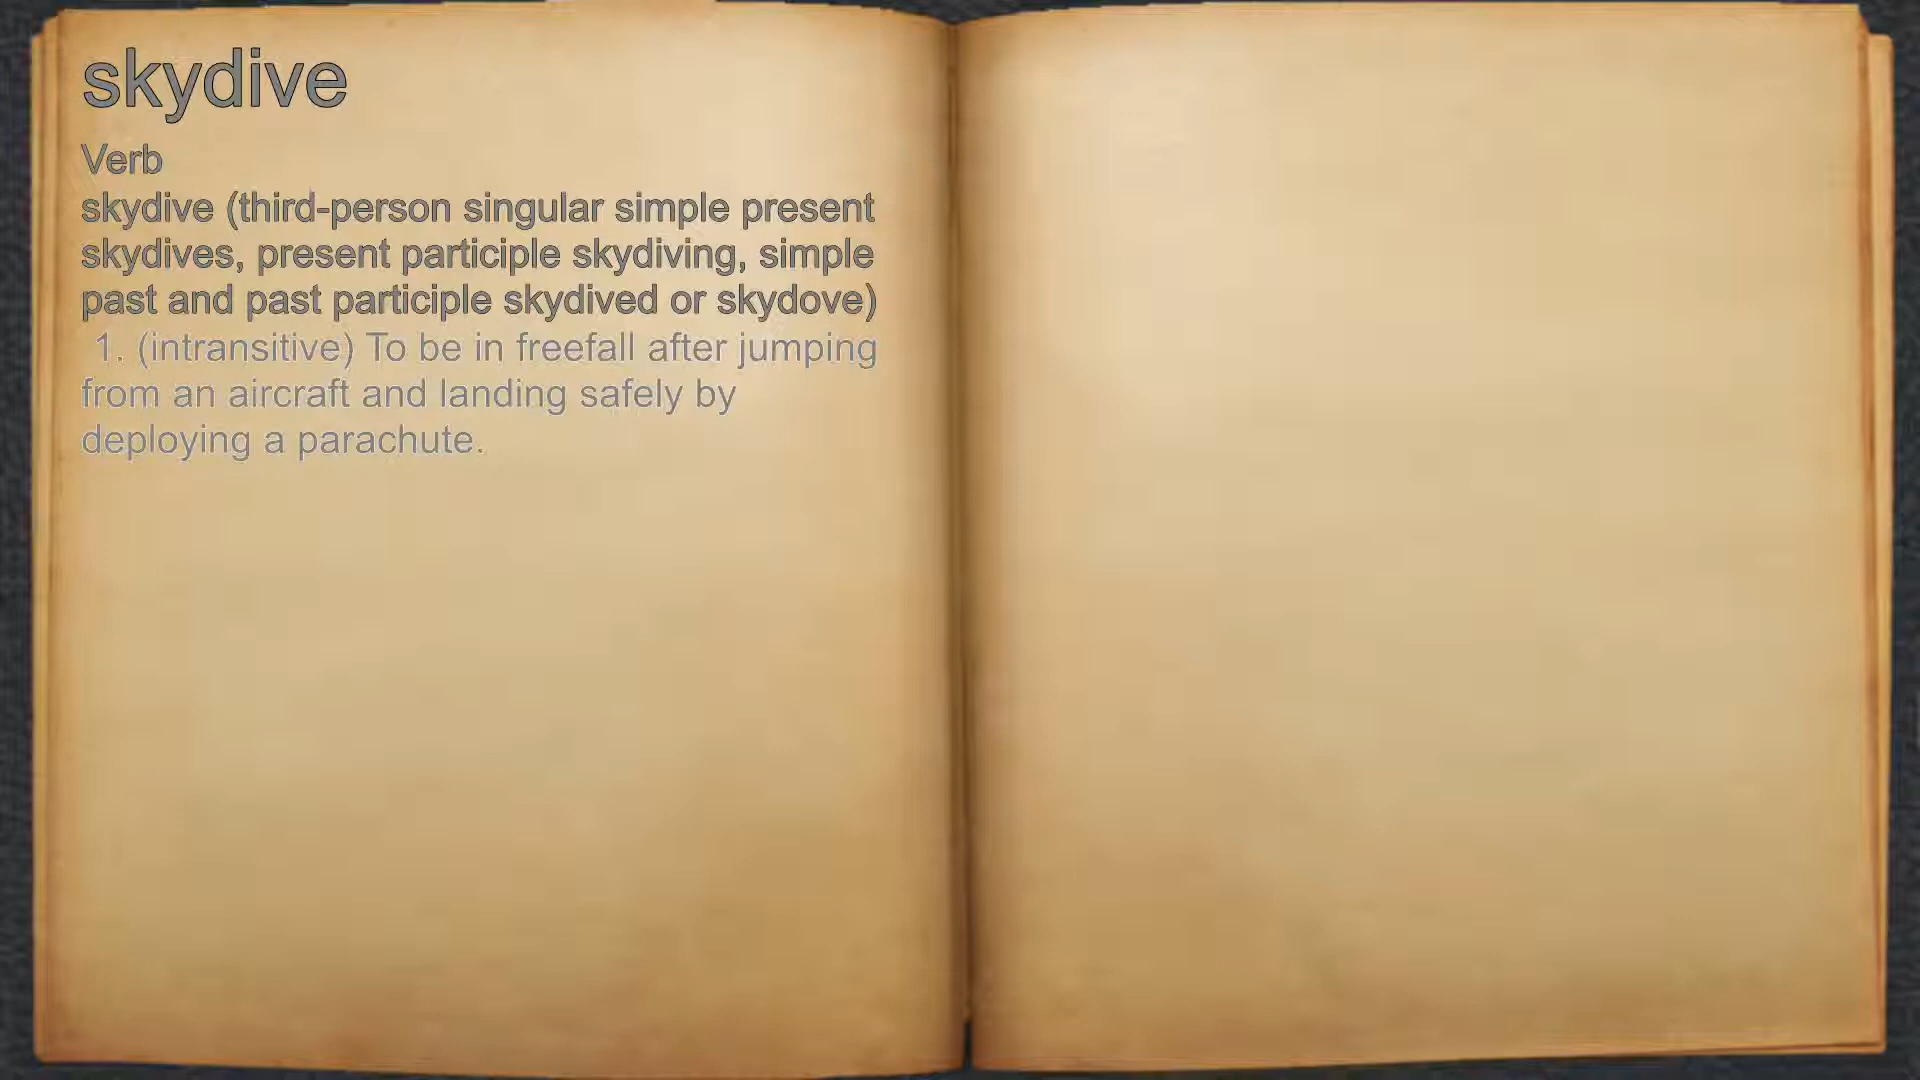 skydive
Verb
skydive (third-person singular simple present
skydives, present participle skydiving, simple
past and past participle skydived or skydove)
1. (intransitive) To be in freefall after jumping
from an aircraft and landing safely by
deploying a parachute.